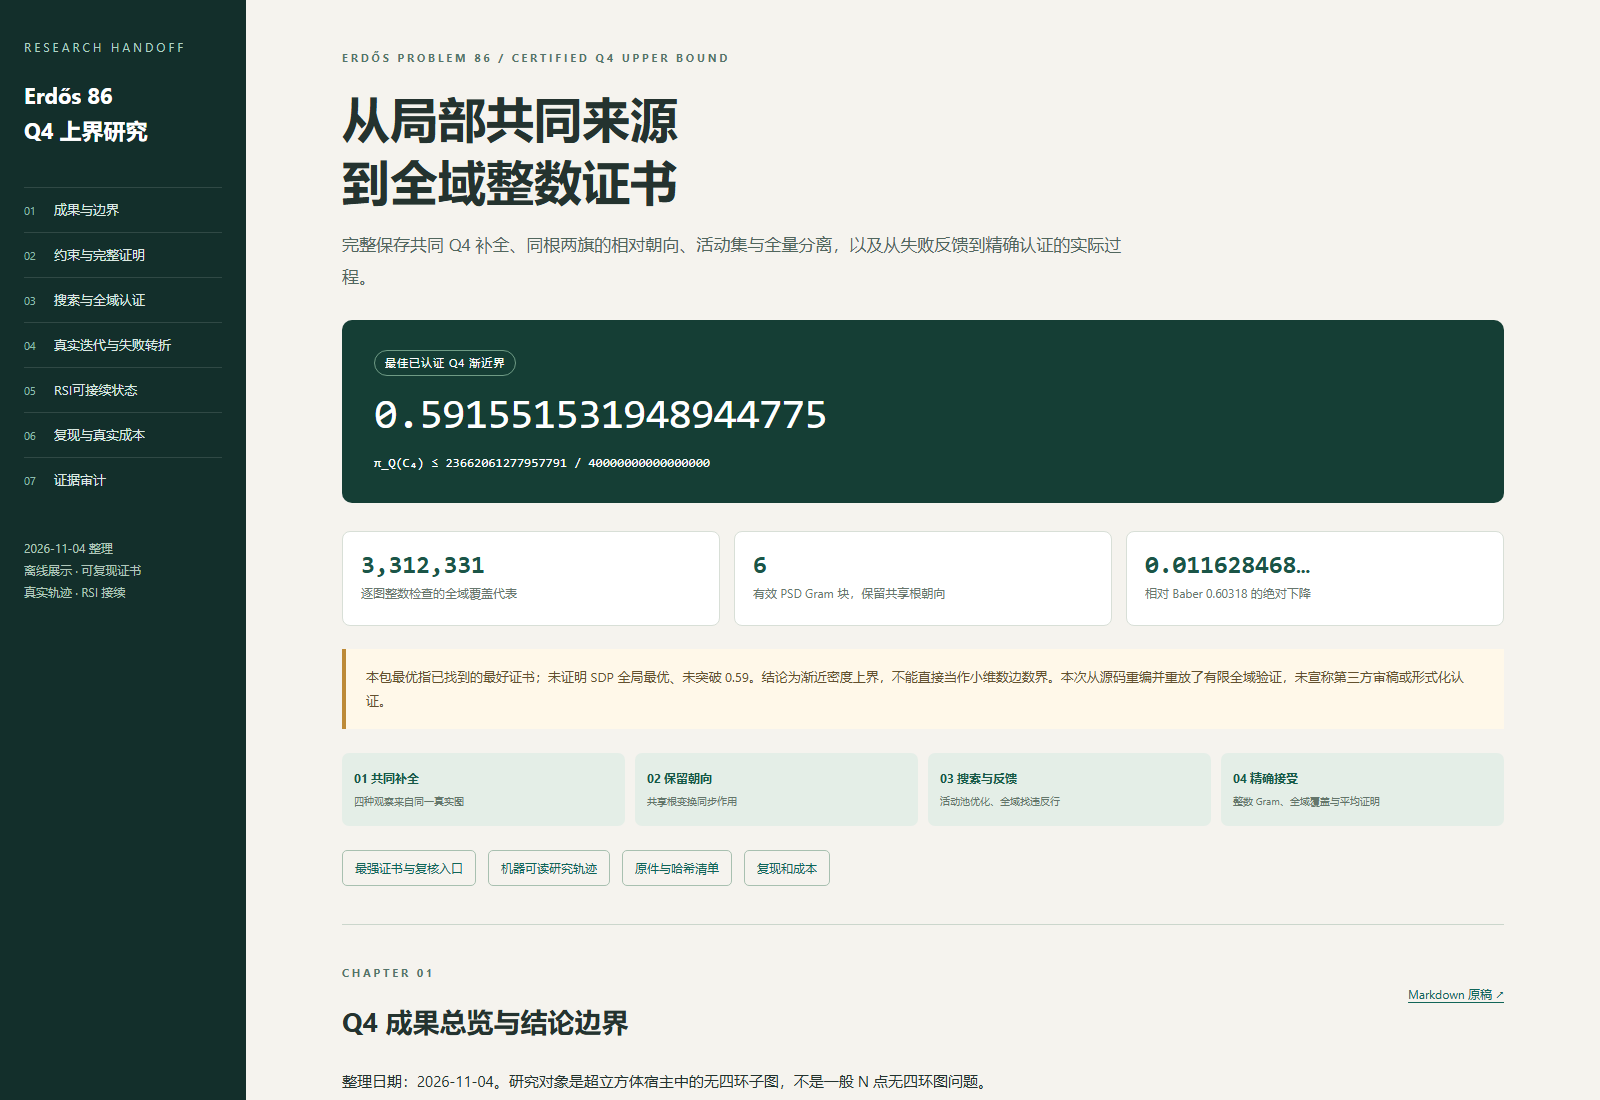 RESEARCH HANDOFF
Erdős 86
Q4 上界研究
01 成果与边界
02 约束与完整证明
03 搜索与全域认证
04 真实迭代与失败转折
05 RSI可接续状态
06 复现与真实成本
07 证据审计
2026-11-04 整理
离线展示 · 可复现证书
真实轨迹 · RSI 接续
ERDŐS PROBLEM 86 / CERTIFIED Q4 UPPER BOUND
从局部共同来源
到全域整数证书
完整保存共同 Q4 补全、同根两旗的相对朝向、活动集与全量分离，以及从失败反馈到精确认证的实际过
程。
最佳已认证 Q4 渐近界
0.591551531948944775
π_Q(C₄) ≤ 23662061277957791 / 40000000000000000
3,312,331
逐图整数检查的全域覆盖代表
6
有效 PSD Gram 块，保留共享根朝向
0.011628468…
相对 Baber 0.60318 的绝对下降
本包最优指已找到的最好证书；未证明 SDP 全局最优、未突破 0.59。结论为渐近密度上界，不能直接当作小维数边数界。本次从源码重编并重放了有限全域验证，未宣称第三方审稿或形式化认
证。
01 共同补全
四种观察来自同一真实图
02 保留朝向
共享根变换同步作用
03 搜索与反馈
活动池优化、全域找违反行
04 精确接受
整数 Gram、全域覆盖与平均证明
最强证书与复核入口
机器可读研究轨迹
原件与哈希清单
复现和成本
CHAPTER 01
Markdown 原稿 ↗
Q4 成果总览与结论边界
整理日期：2026-11-04。研究对象是超立方体宿主中的无四环子图，不是一般 N 点无四环图问题。